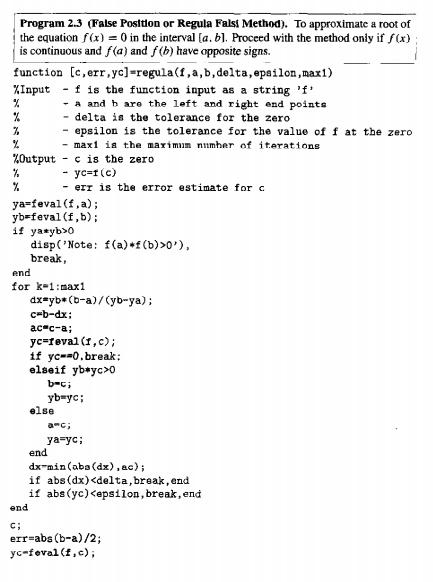 Program 2.3 (False Position or Regula Falsi Method). To approximate a root of
the equation f(x) = 0 in the interval [a, b]. Proceed with the method only if f(x)
is continuous and f(a) and f(b) have opposite signs.
function [c,err,yc]=regula(f,a,b,delta,epsilon,max1)
%Input - f is the function input as a string 'f'
% - a and b are the left and right end points
% - delta is the tolerance for the zero
% - epsilon is the tolerance for the value of f at the zero
% - max1 is the maximum number of iterations
%Output - c is the zero
% - yc=f(c)
% - err is the error estimate for c
ya=feval(f,a);
yb=feval(f,b);
if ya*yb>0
disp('Note: f(a)*f(b)>0'),
break,
end
for k=1:max1
dx=yb*(b-a)/(yb-ya);
c=b-dx;
ac=c-a;
yc=feval(f,c);
if yc==0,break;
elseif yb*yc>0
b=c;
yb=yc;
else
a=c;
ya=yc;
end
dx=min(abs(dx),ac);
if abs(dx)<delta,break,end
if abs(yc)<epsilon,break,end
end
c;
err=abs(b-a)/2;
yc=feval(f,c);